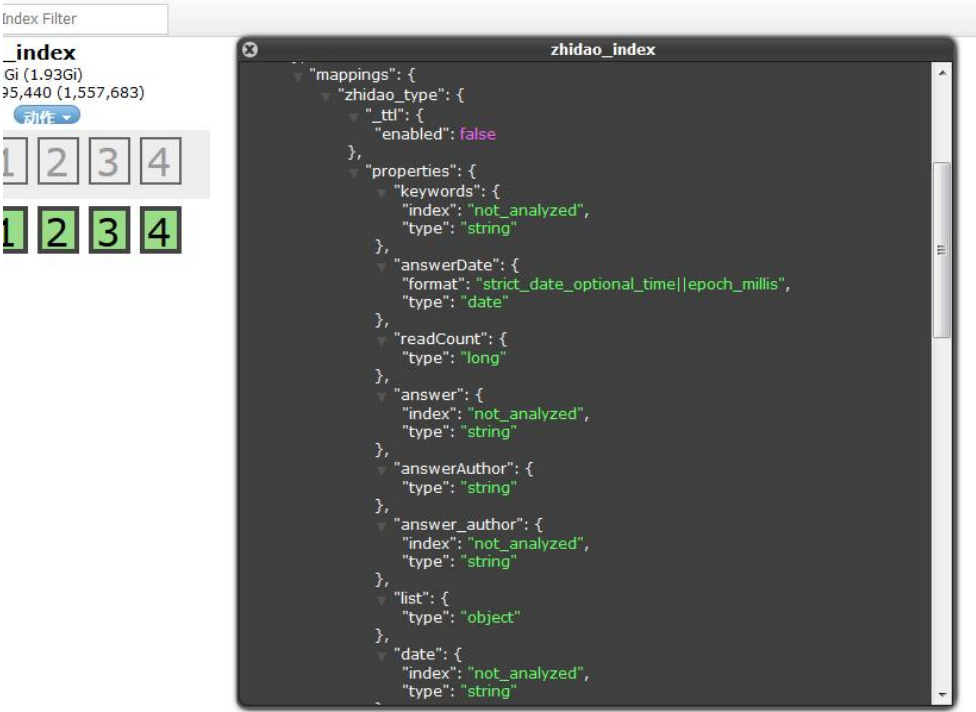 Index Filter
_index
Gi (1.93Gi)
95,440 (1,557,683)
动作
1 2 3 4
1 2 3 4
zhidao_index
"mappings": {
"zhidao_type": {
"_ttl": {
"enabled": false
},
"properties": {
"keywords": {
"index": "not_analyzed",
"type": "string"
},
"answerDate": {
"format": "strict_date_optional_time||epoch_millis",
"type": "date"
},
"readCount": {
"type": "long"
},
"answer": {
"index": "not_analyzed",
"type": "string"
},
"answerAuthor": {
"type": "string"
},
"answer_author": {
"index": "not_analyzed",
"type": "string"
},
"list": {
"type": "object"
},
"date": {
"index": "not_analyzed",
"type": "string"